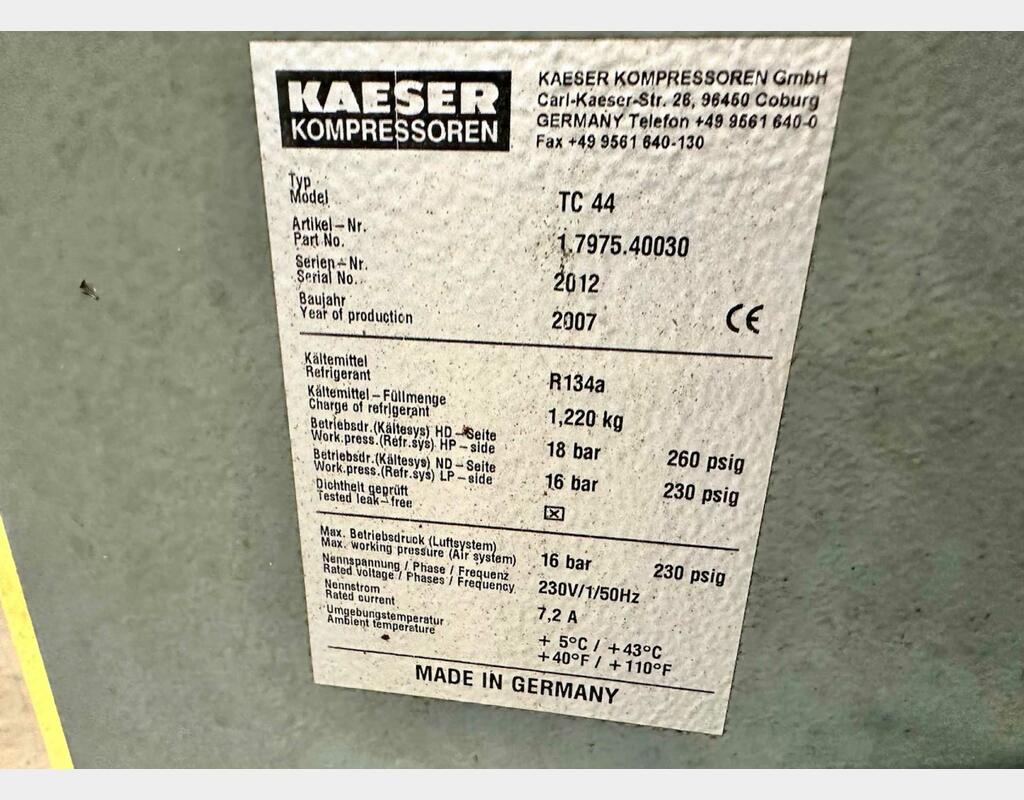 KAESER
KOMPRESSOREN
KAESER KOMPRESSOREN GmbH
Carl-Kaeser-Str. 26, 96450 Coburg
GERMANY Telefon +49 9561 640-0
Fax +49 9561 640-130
Typ
Model TC 44
Artikel-Nr.
Part No. 1.7975.40030
Serien-Nr.
Serial No. 2012
Baujahr
Year of production 2007
CE
Kältemittel
Refrigerant R134a
Kältemittel-Füllmenge
Charge of refrigerant 1,220 kg
Betriebsdr.(Kältesys) HD-Seite
Work.press.(Refr.sys) HP-side 18 bar 260 psig
Betriebsdr.(Kältesys) ND-Seite
Work.press.(Refr.sys) LP-side 16 bar 230 psig
Dichtheit geprüft
Tested leak-free ☒
Max. Betriebsdruck (Luftsystem)
Max. working pressure (Air system) 16 bar 230 psig
Nennspannung / Phase / Frequenz
Rated voltage / Phases / Frequency 230V/1/50Hz
Nennstrom
Rated current 7,2 A
Umgebungstemperatur
Ambient temperature + 5°C / +43°C
+40°F / +110°F
MADE IN GERMANY